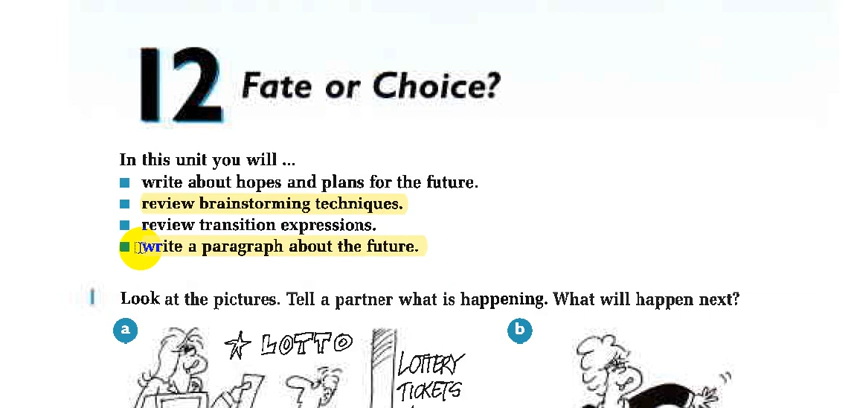 12 Fate or Choice?
In this unit you will ...
write about hopes and plans for the future.
review brainstorming techniques.
review transition expressions.
write a paragraph about the future.
1 Look at the pictures. Tell a partner what is happening. What will happen next?
a
b
LOTTO
LOTTERY
TICKETS